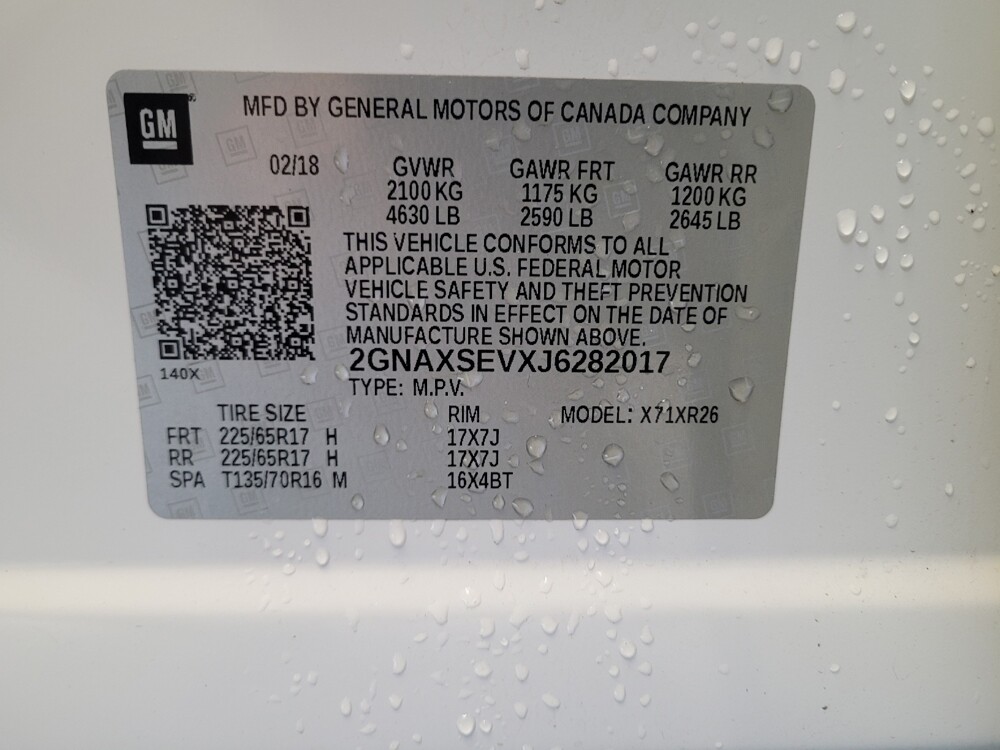 GM
MFD BY GENERAL MOTORS OF CANADA COMPANY
02/18 GVWR GAWR FRT GAWR RR
2100 KG 1175 KG 1200 KG
4630 LB 2590 LB 2645 LB
THIS VEHICLE CONFORMS TO ALL
APPLICABLE U.S. FEDERAL MOTOR
VEHICLE SAFETY AND THEFT PREVENTION
STANDARDS IN EFFECT ON THE DATE OF
MANUFACTURE SHOWN ABOVE.
2GNAXSEVXJ6282017
140X
TYPE: M.P.V.
TIRE SIZE RIM MODEL: X71XR26
FRT 225/65R17 H 17X7J
RR 225/65R17 H 17X7J
SPA T135/70R16 M 16X4BT